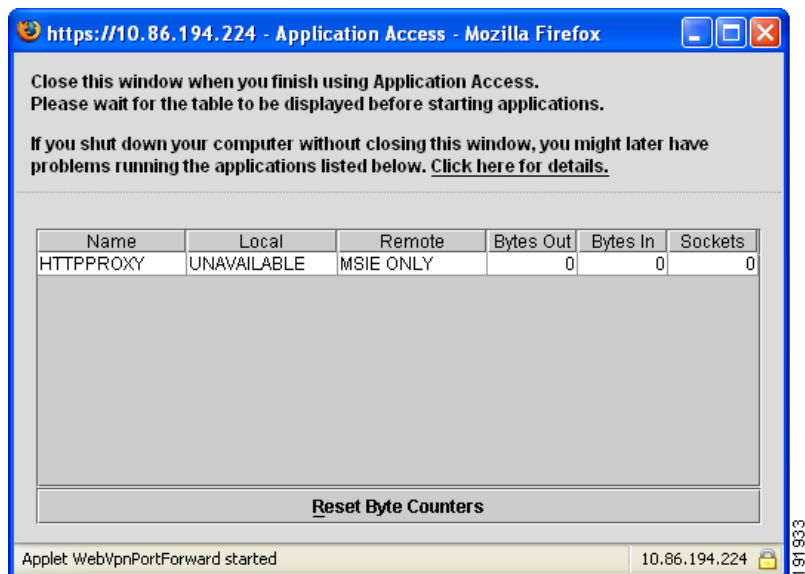 https://10.86.194.224 - Application Access - Mozilla Firefox
Close this window when you finish using Application Access.
Please wait for the table to be displayed before starting applications.
If you shut down your computer without closing this window, you might later have
problems running the applications listed below. Click here for details.
Name Local Remote Bytes Out Bytes In Sockets
HTTPPROXY UNAVAILABLE MSIE ONLY 0 0 0
Reset Byte Counters
Applet WebVpnPortForward started 10.86.194.224
191933